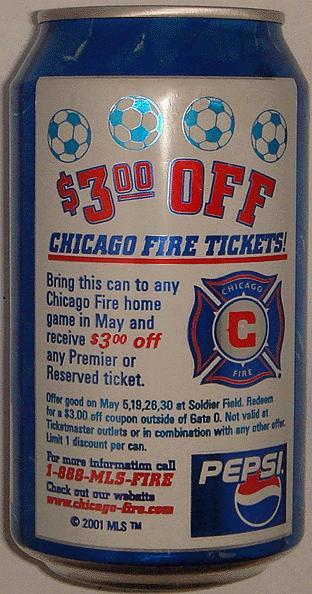 $3.00 OFF
CHICAGO FIRE TICKETS!
Bring this can to any
Chicago Fire home
game in May and
receive $3.00 off
any Premier or
Reserved ticket.
CHICAGO
C
FIRE
Offer good on May 5,19,26,30 at Soldier Field. Redeem
for a $3.00 off coupon outside of Gate 0. Not valid at
Ticketmaster outlets or in combination with any other offer.
Limit 1 discount per can.
For more information call
1-888-MLS-FIRE
Check out our website
www.chicago-fire.com
© 2001 MLS ™
PEPSI